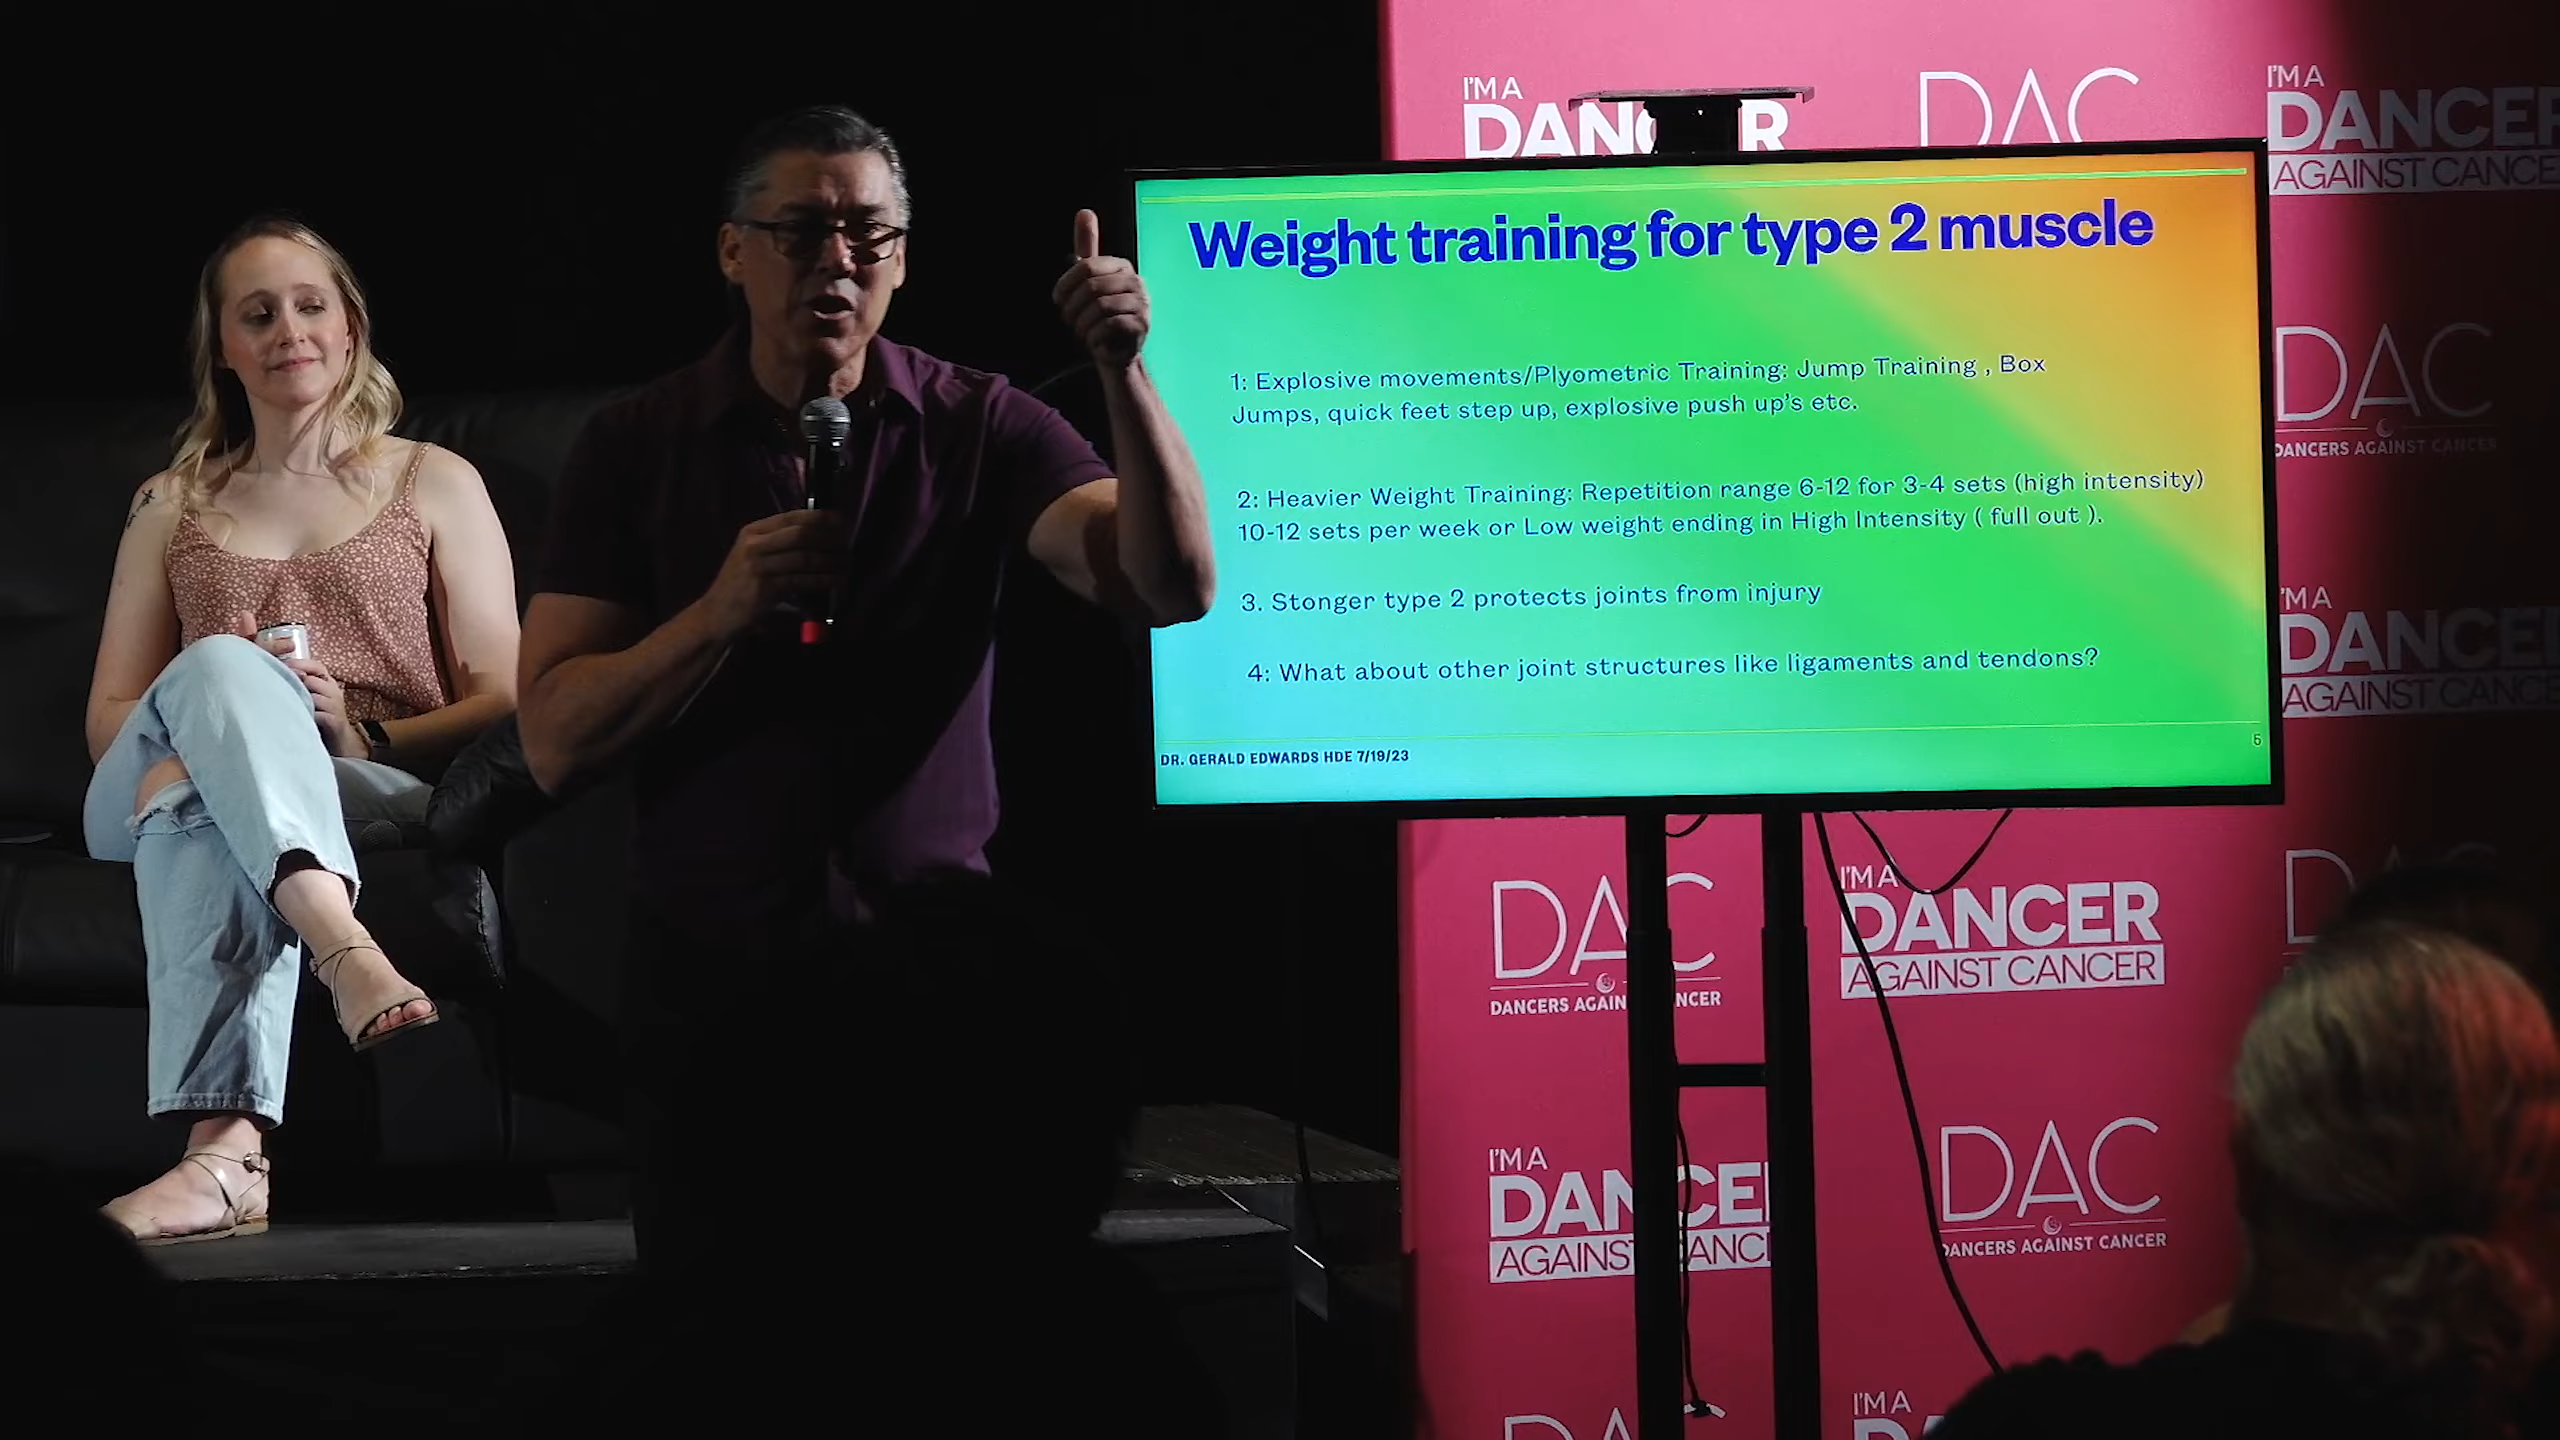 I'M A
DAN R
DAC
I'M A
DANCER
AGAINST CANCE
Weight training for type 2 muscle
1: Explosive movements/Plyometric Training: Jump Training , Box
Jumps, quick feet step up, explosive push up's etc.
2: Heavier Weight Training: Repetition range 6-12 for 3-4 sets (high intensity)
10-12 sets per week or Low weight ending in High Intensity ( full out ).
3. Stonger type 2 protects joints from injury
4: What about other joint structures like ligaments and tendons?
DR. GERALD EDWARDS HDE 7/19/23
DAC
DANCERS AGAINST CANCER
I'M A
DANCE
AGAINST CANCE
DAC
DANCERS AGAIN NCER
I'M A
DANCER
AGAINST CANCER
D
I'M A
DAN CE
AGAINS ANC
DAC
DANCERS AGAINST CANCER
DA
I'M A
D